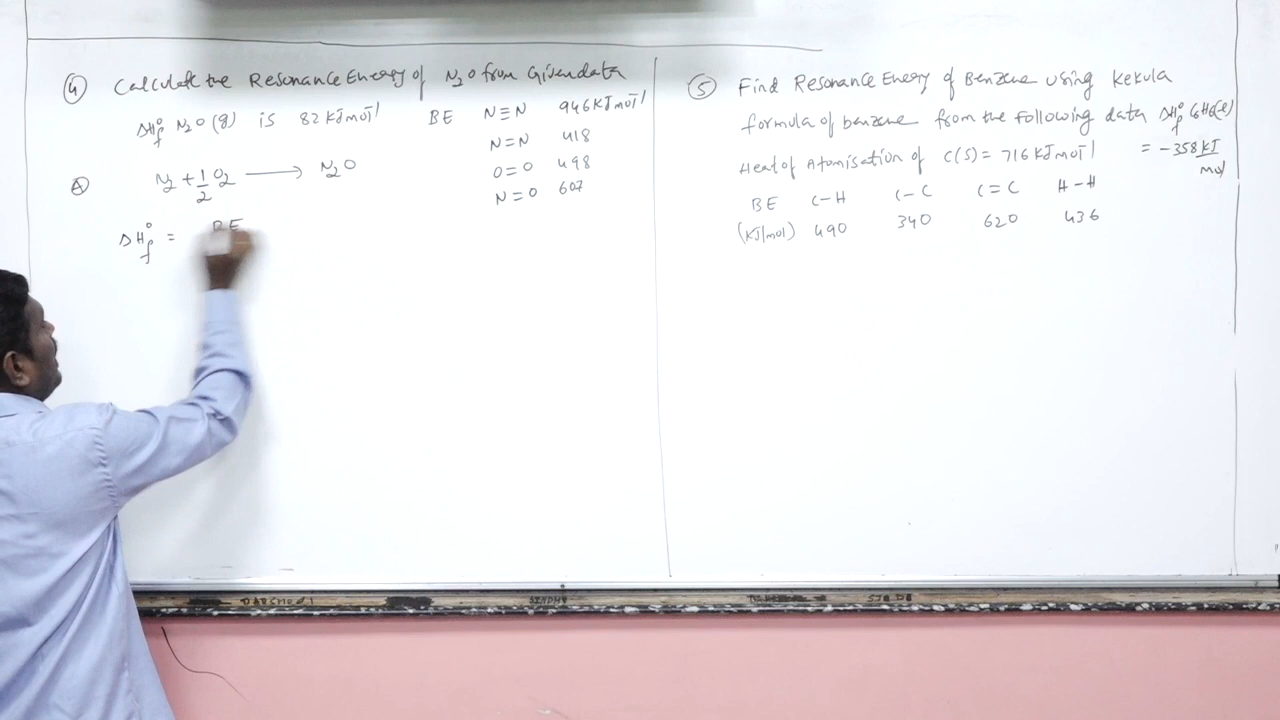 ④ Calculate the Resonance Energy of N₂O from Given data
ΔH°f N₂O (g) is 82 KJ mol⁻¹ BE N≡N 946 KJ mol⁻¹
N=N 418
O=O 498
N=O 607
Ⓐ N₂ + 1/2 O₂ ⟶ N₂O
ΔH°f = BE
⑤ Find Resonance Energy of Benzene using Kekula
formula of benzene from the following data ΔH°f C6H6(l)
= -358 KJ/mol
Heat of Atomisation of C(S) = 716 KJ mol⁻¹
BE C-H C-C C=C H-H
(KJ/mol) 490 340 620 436
SINDHU